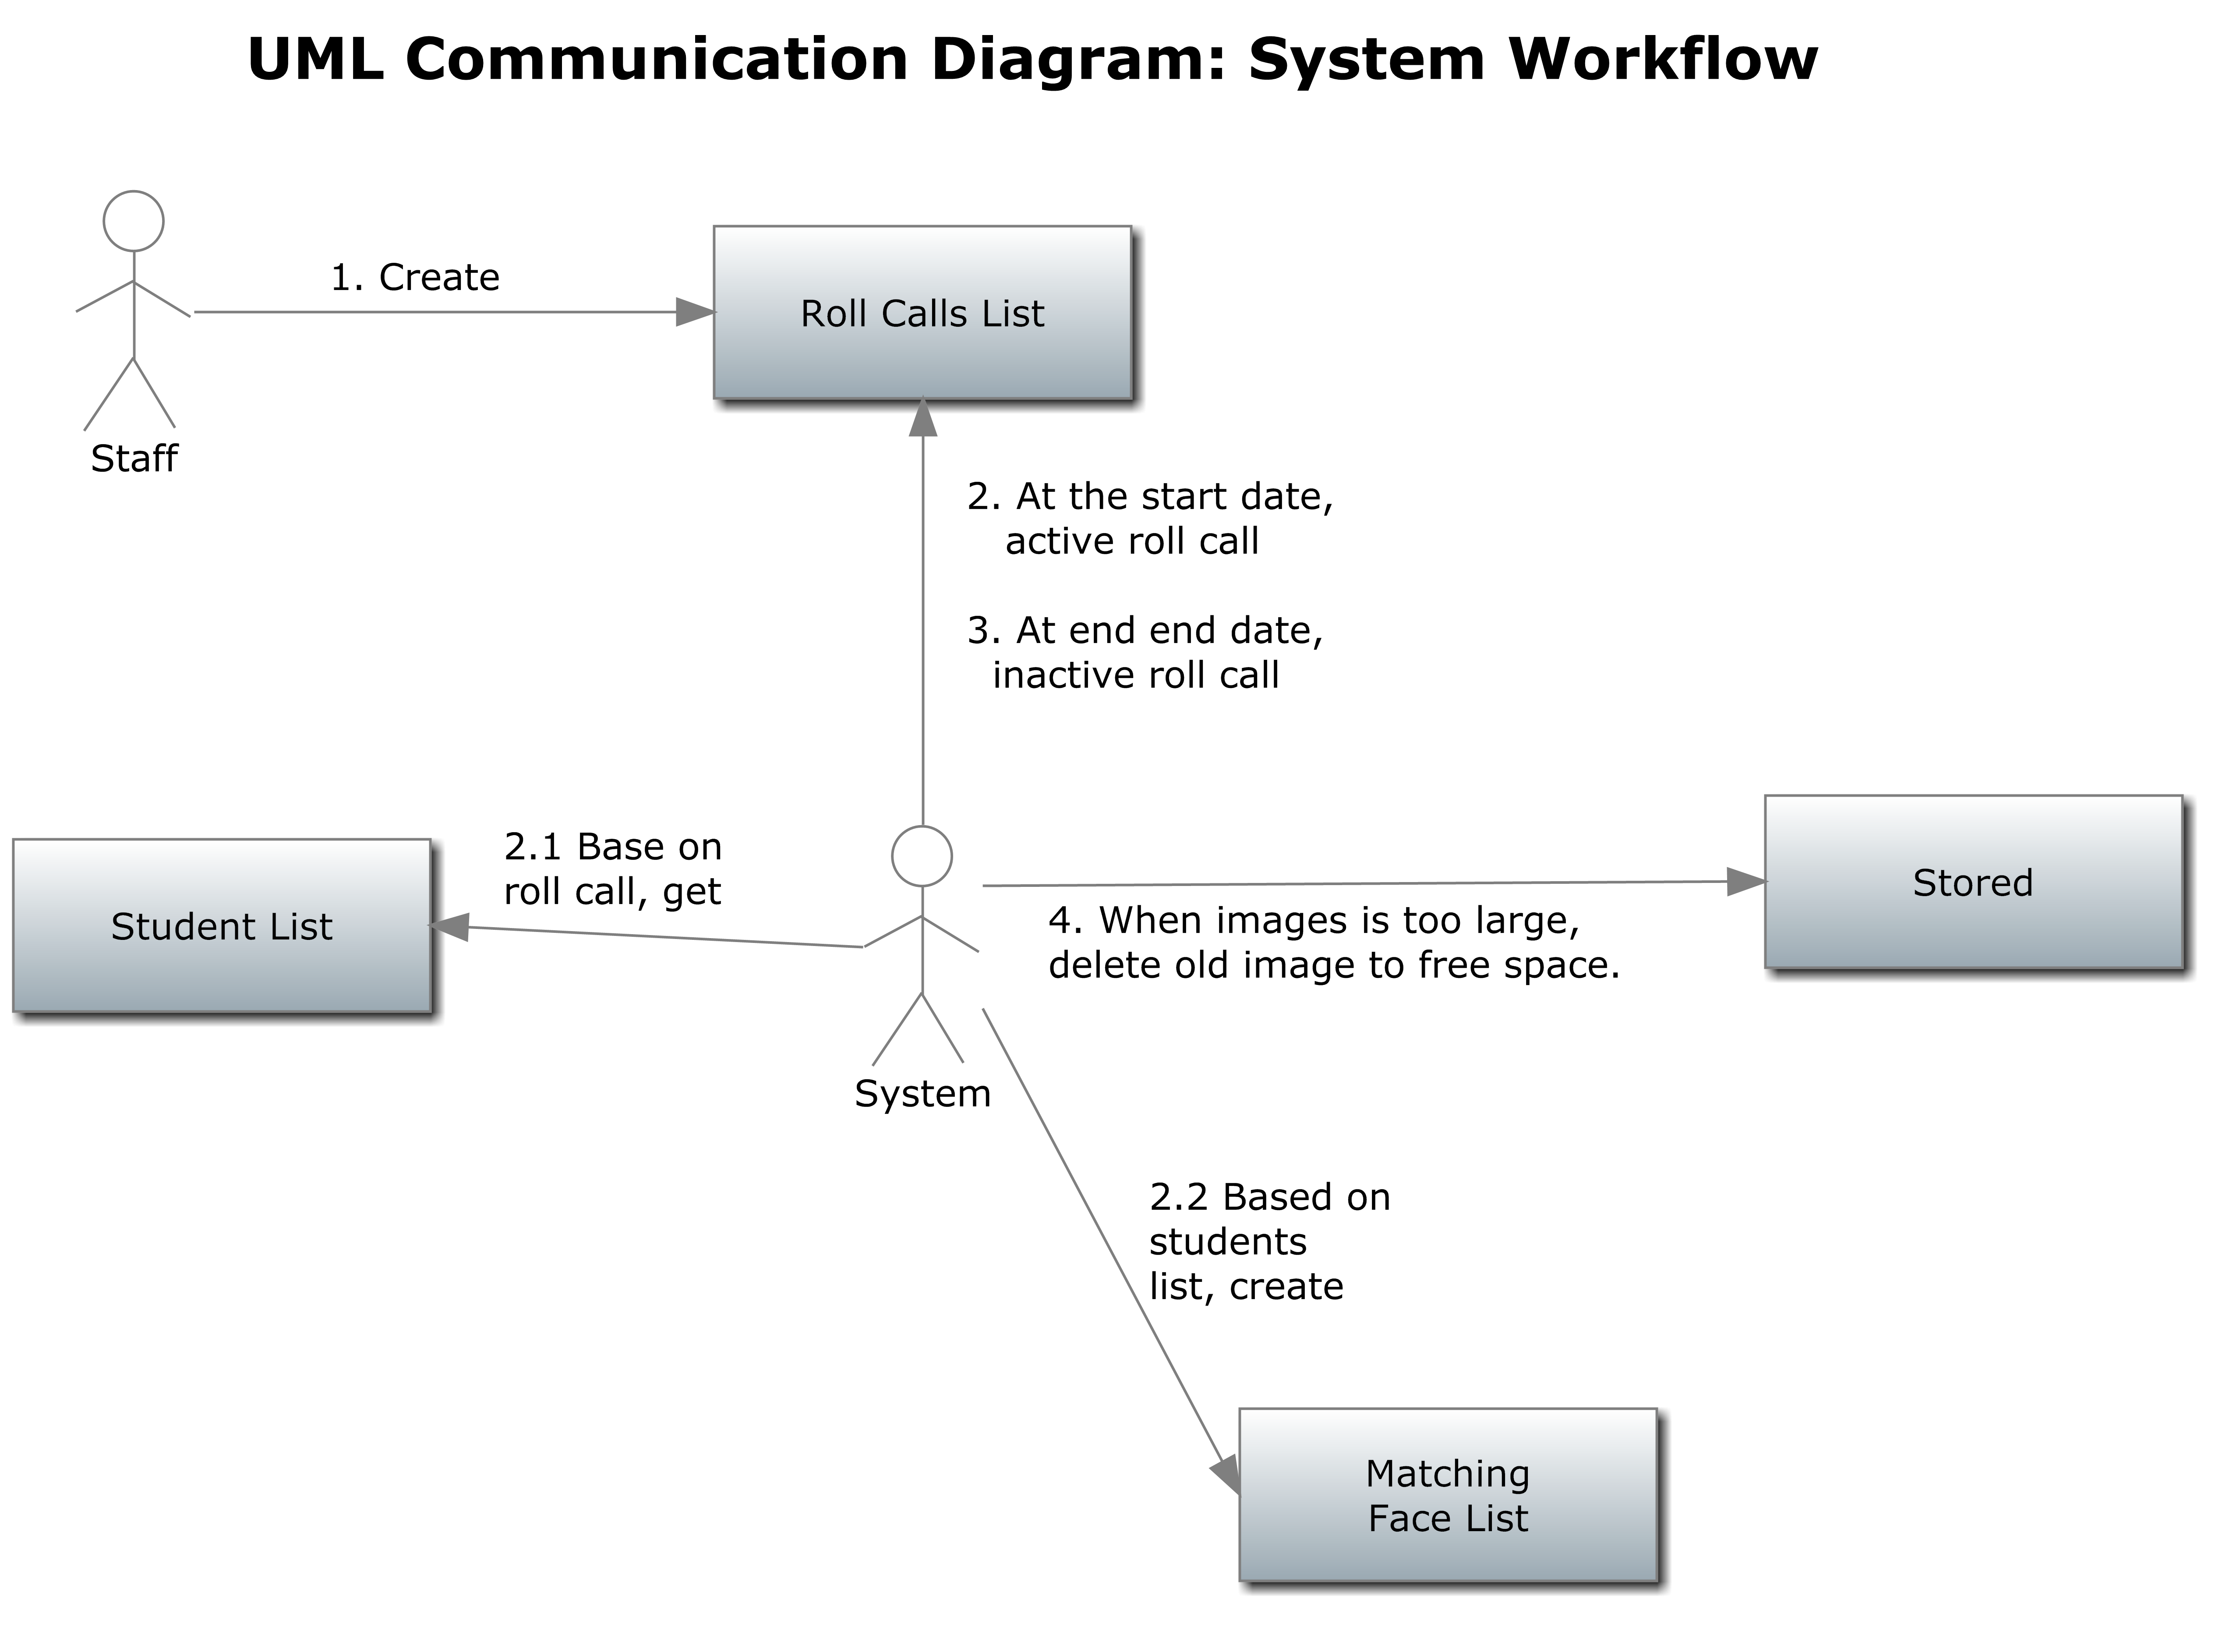 UML Communication Diagram: System Workflow
1. Create
Roll Calls List
Staff
2. At the start date,
active roll call
3. At end end date,
inactive roll call
2.1 Base on
roll call, get
Student List
Stored
4. When images is too large,
delete old image to free space.
System
2.2 Based on
students
list, create
Matching
Face List